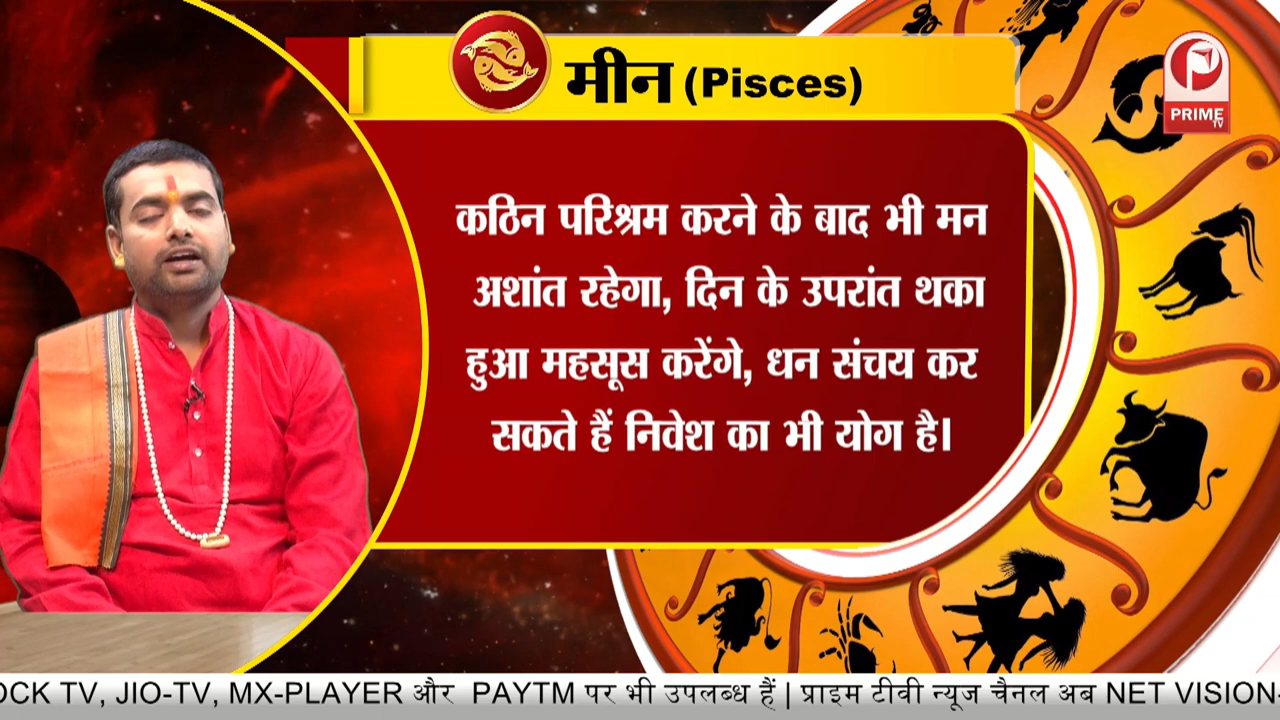 मीन (Pisces)
PRIME
TV
कठिन परिश्रम करने के बाद भी मन
अशांत रहेगा, दिन के उपरांत थका
हुआ महसूस करेंगे, धन संचय कर
सकते हैं निवेश का भी योग है।
OCK TV, JIO-TV, MX-PLAYER और PAYTM पर भी उपलब्ध हैं | प्राइम टीवी न्यूज चैनल अब NET VISION-